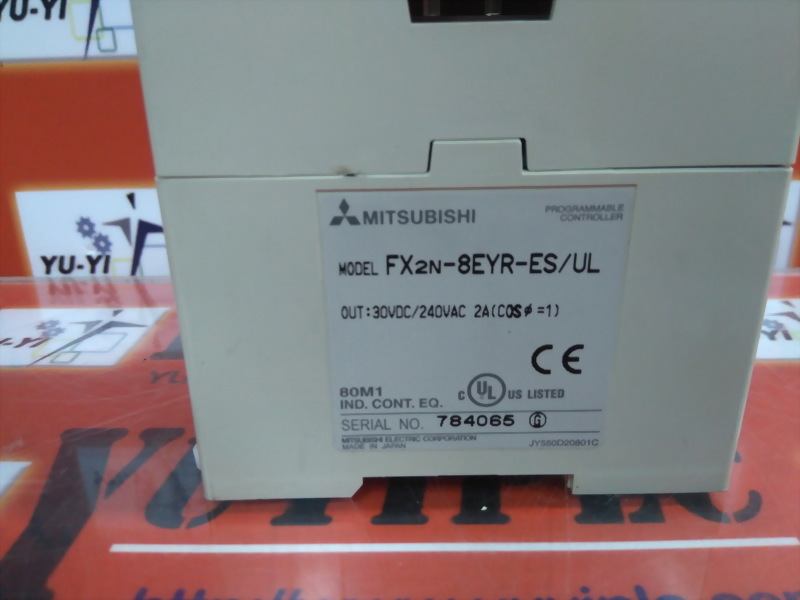 YU-YI
YU-YI
MITSUBISHI
PROGRAMMABLE
CONTROLLER
MODEL FX2N-8EYR-ES/UL
OUT:30VDC/240VAC 2A(COSφ=1)
CE
80M1
IND. CONT. EQ.
C UL US LISTED
SERIAL NO. 784065 G
MITSUBISHI ELECTRIC CORPORATION
MADE IN JAPAN
JY550D20801C